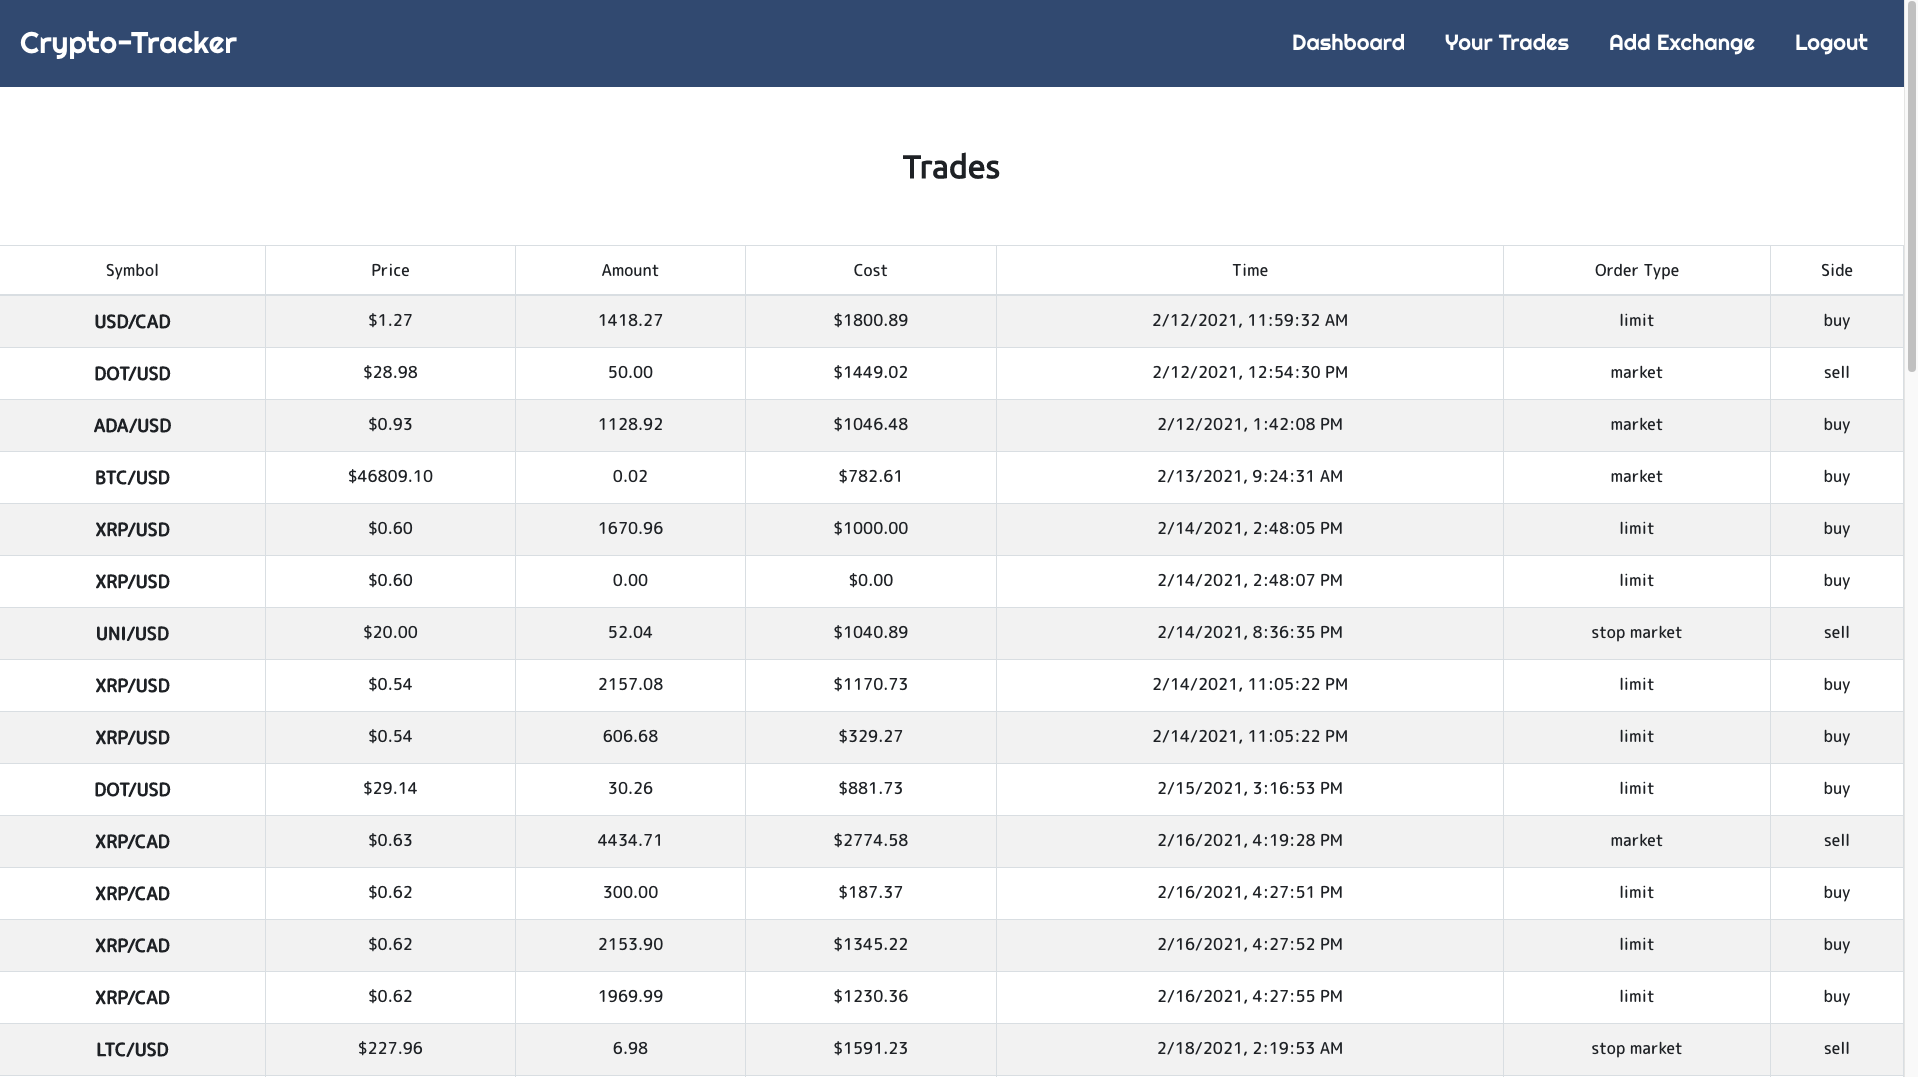 Crypto-Tracker Dashboard Your Trades Add Exchange Logout
Trades
Symbol Price Amount Cost Time Order Type Side
USD/CAD $1.27 1418.27 $1800.89 2/12/2021, 11:59:32 AM limit buy
DOT/USD $28.98 50.00 $1449.02 2/12/2021, 12:54:30 PM market sell
ADA/USD $0.93 1128.92 $1046.48 2/12/2021, 1:42:08 PM market buy
BTC/USD $46809.10 0.02 $782.61 2/13/2021, 9:24:31 AM market buy
XRP/USD $0.60 1670.96 $1000.00 2/14/2021, 2:48:05 PM limit buy
XRP/USD $0.60 0.00 $0.00 2/14/2021, 2:48:07 PM limit buy
UNI/USD $20.00 52.04 $1040.89 2/14/2021, 8:36:35 PM stop market sell
XRP/USD $0.54 2157.08 $1170.73 2/14/2021, 11:05:22 PM limit buy
XRP/USD $0.54 606.68 $329.27 2/14/2021, 11:05:22 PM limit buy
DOT/USD $29.14 30.26 $881.73 2/15/2021, 3:16:53 PM limit buy
XRP/CAD $0.63 4434.71 $2774.58 2/16/2021, 4:19:28 PM market sell
XRP/CAD $0.62 300.00 $187.37 2/16/2021, 4:27:51 PM limit buy
XRP/CAD $0.62 2153.90 $1345.22 2/16/2021, 4:27:52 PM limit buy
XRP/CAD $0.62 1969.99 $1230.36 2/16/2021, 4:27:55 PM limit buy
LTC/USD $227.96 6.98 $1591.23 2/18/2021, 2:19:53 AM stop market sell